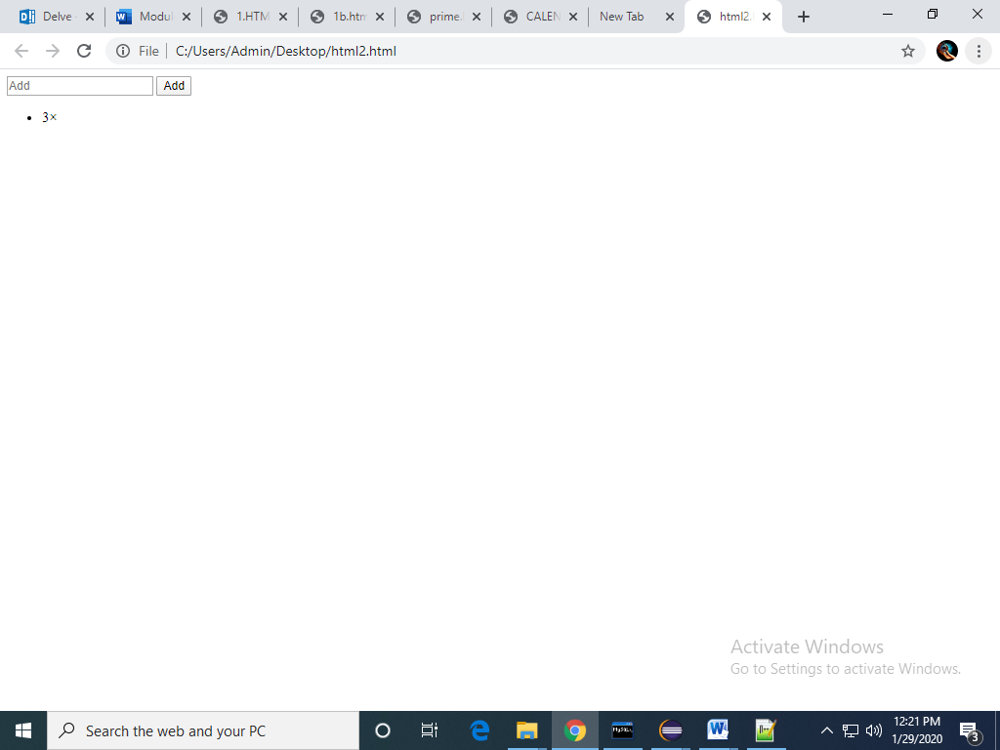 Delve Modul 1.HTM 1b.htm prime. CALEN New Tab html2.
File C:/Users/Admin/Desktop/html2.html
Add Add
• 3×
Activate Windows
Go to Settings to activate Windows.
Search the web and your PC
12:21 PM
1/29/2020
3